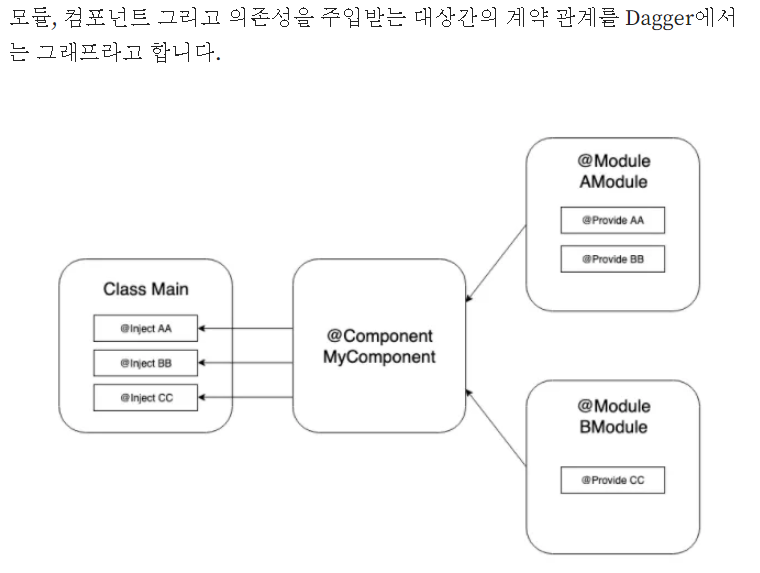 모듈, 컴포넌트 그리고 의존성을 주입받는 대상간의 계약 관계를 Dagger에서
는 그래프라고 합니다.
@Module
AModule
@Provide AA
@Provide BB
Class Main
@Inject AA
@Inject BB
@Inject CC
@Component
MyComponent
@Module
BModule
@Provide CC